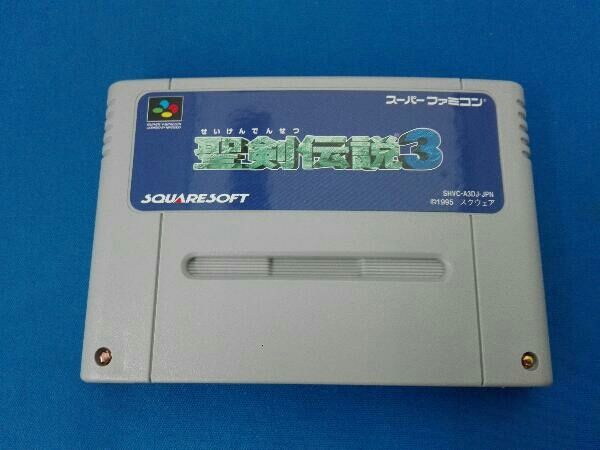 スーパーファミコン
せいけんでんせつ
聖剣伝説3
SQUARESOFT
SHVC-A3DJ-JPN
©1995 スクウェア